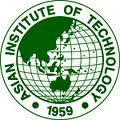 ASIAN INSTITUTE OF TECHNOLOGY
1959